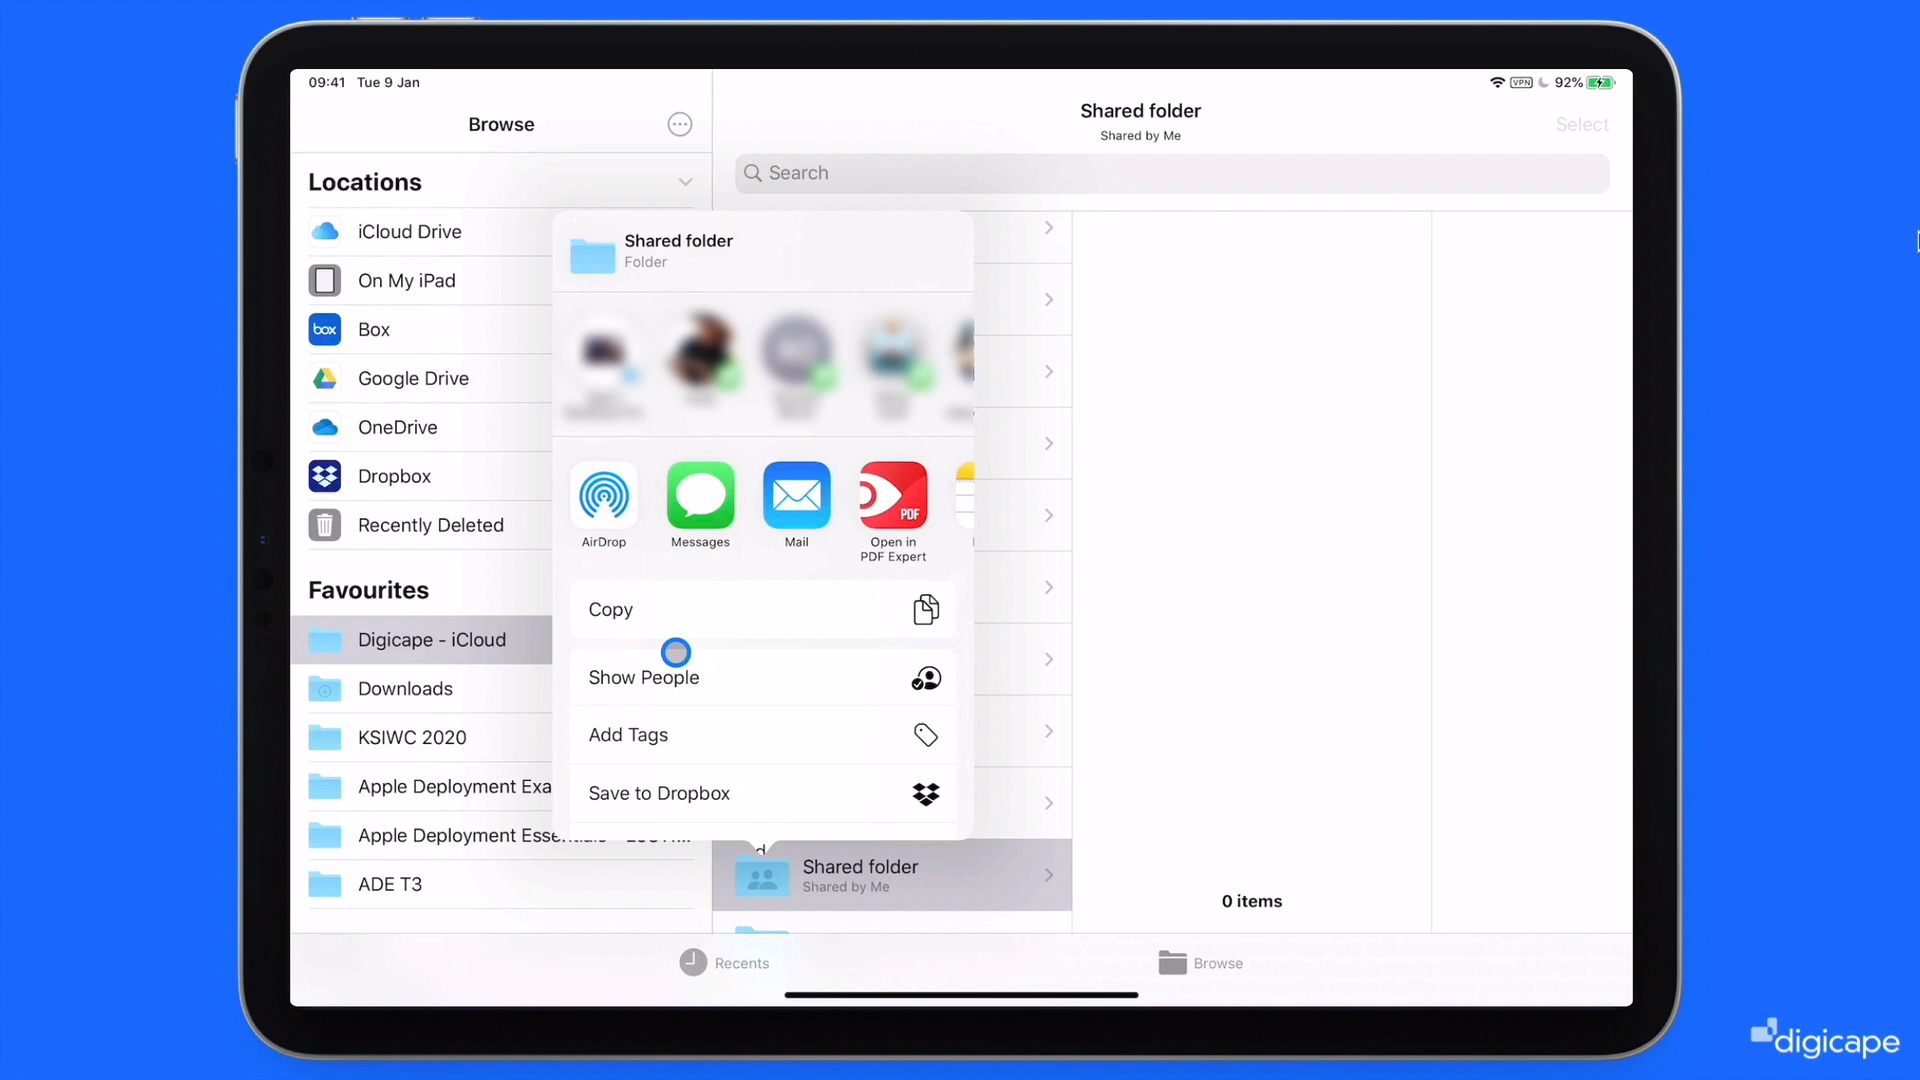 09:41 Tue 9 Jan
VPN 92%
Browse
Shared folder
Shared by Me
Select
Search
Locations
iCloud Drive
On My iPad
box Box
Google Drive
OneDrive
Dropbox
Recently Deleted
Favourites
Digicape - iCloud
Downloads
KSIWC 2020
Apple Deployment Exa
Apple Deployment Essentials
ADE T3
Shared folder
Folder
AirDrop
Messages
Mail
PDF
Open in
PDF Expert
Copy
Show People
Add Tags
Save to Dropbox
Shared folder
Shared by Me
0 items
Recents
Browse
digicape